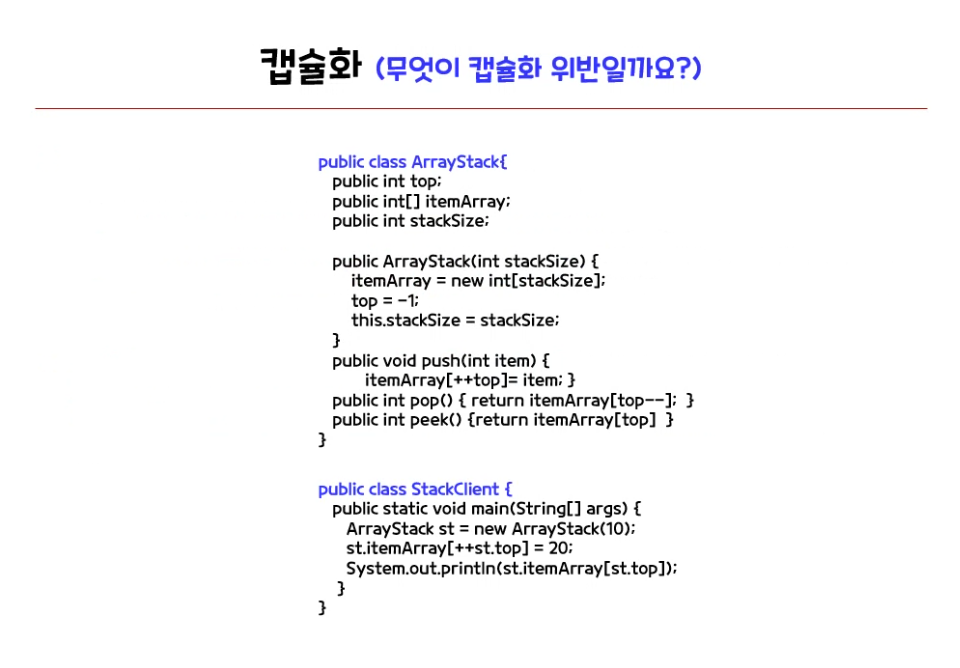 캡슐화 (무엇이 캡슐화 위반일까요?)
public class ArrayStack{
public int top;
public int[] itemArray;
public int stackSize;
public ArrayStack(int stackSize) {
itemArray = new int[stackSize];
top = -1;
this.stackSize = stackSize;
}
public void push(int item) {
itemArray[++top]= item; }
public int pop() { return itemArray[top--]; }
public int peek() {return itemArray[top] }
}
public class StackClient {
public static void main(String[] args) {
ArrayStack st = new ArrayStack(10);
st.itemArray[++st.top] = 20;
System.out.println(st.itemArray[st.top]);
}
}